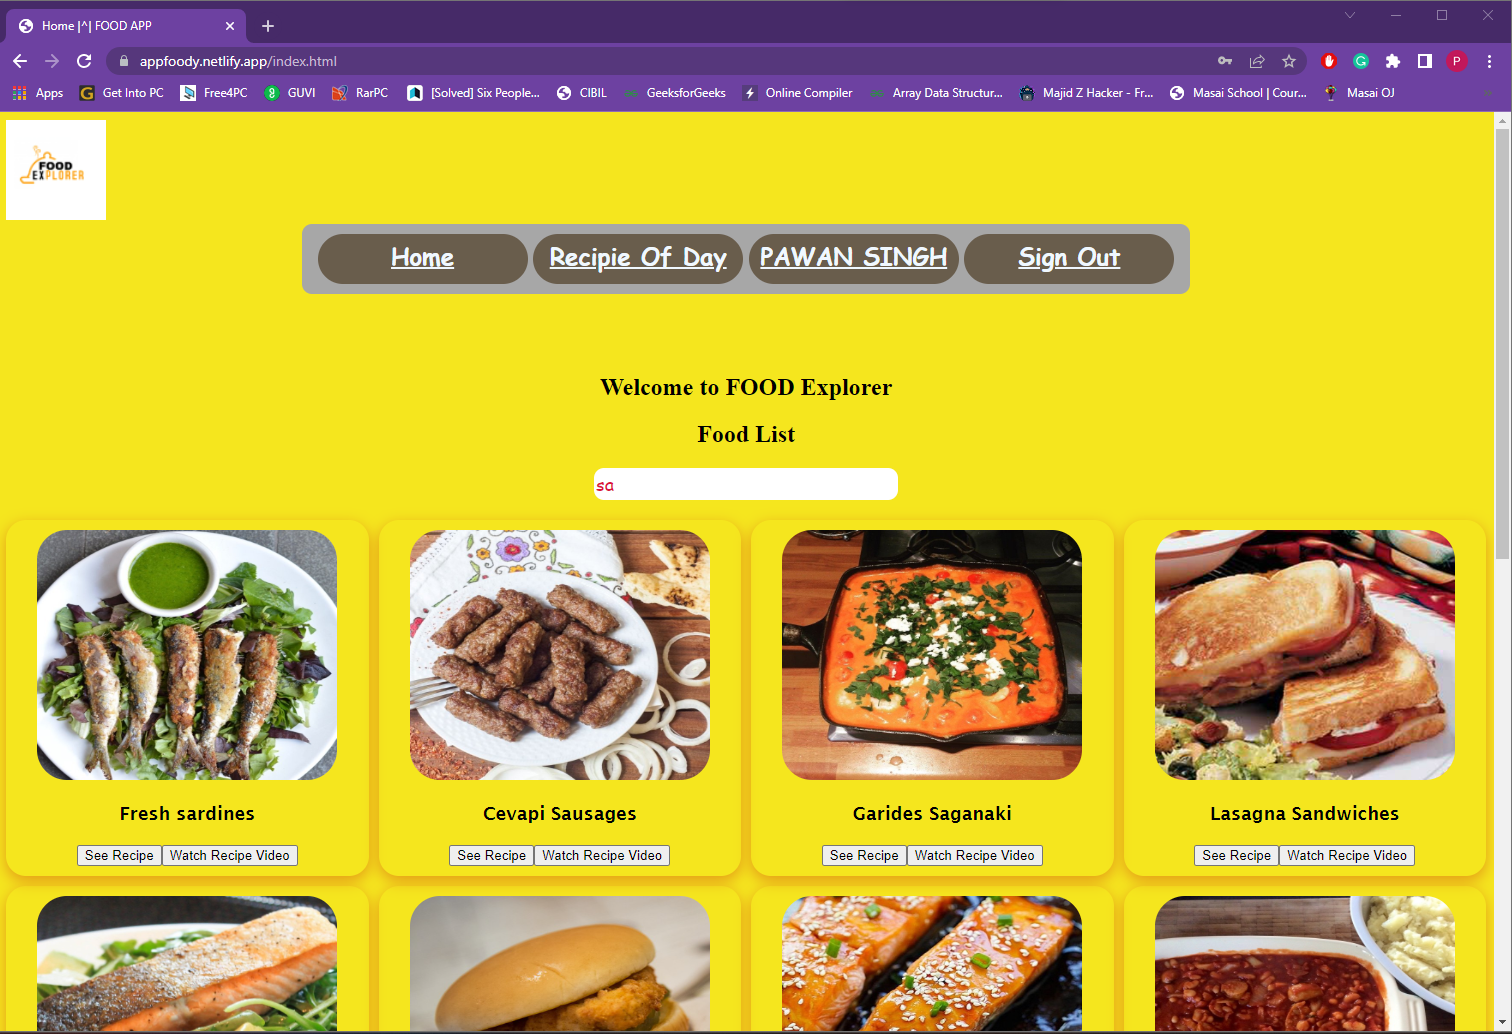 Home |^| FOOD APP
appfoody.netlify.app/index.html
P
Apps
Get Into PC
Free4PC
GUVI
RarPC
[Solved] Six People...
CIBIL
GeeksforGeeks
Online Compiler
Array Data Structur...
Majid Z Hacker - Fr...
Masai School | Cour...
Masai OJ
FOOD
EXPLORER
Home
Recipie Of Day
PAWAN SINGH
Sign Out
Welcome to FOOD Explorer
Food List
sa
Fresh sardines
See Recipe
Watch Recipe Video
Cevapi Sausages
See Recipe
Watch Recipe Video
Garides Saganaki
See Recipe
Watch Recipe Video
Lasagna Sandwiches
See Recipe
Watch Recipe Video